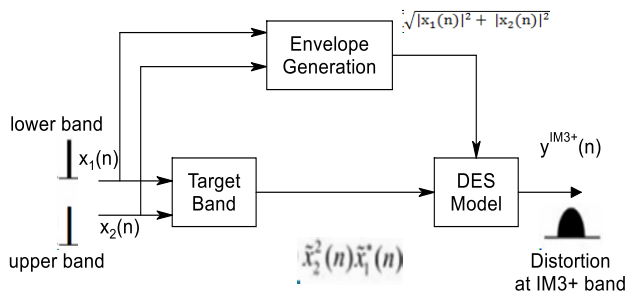 √|x₁(n)|² + |x₂(n)|²
Envelope
Generation
lower band
x₁(n)
x₂(n)
upper band
Target
Band
DES
Model
yᴵᴹ³⁺(n)
x̃₂²(n)x̃₁*(n)
Distortion
at IM3+ band